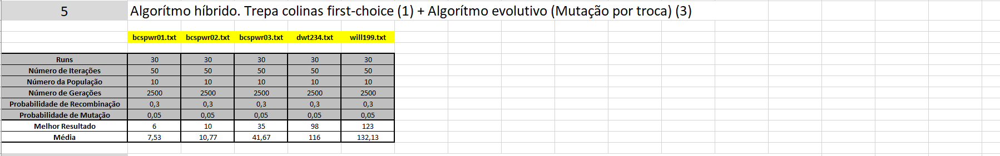 5 Algorítmo híbrido. Trepa colinas first-choice (1) + Algorítmo evolutivo (Mutação por troca) (3)
bcspwr01.txt bcspwr02.txt bcspwr03.txt dwt234.txt will199.txt
Runs 30 30 30 30 30
Número de Iterações 50 50 50 50 50
Número da População 10 10 10 10 10
Número de Gerações 2500 2500 2500 2500 2500
Probabilidade de Recombinação 0,3 0,3 0,3 0,3 0,3
Probabilidade de Mutação 0,05 0,05 0,05 0,05 0,05
Melhor Resultado 6 10 35 98 123
Média 7,53 10,77 41,67 116 132,13